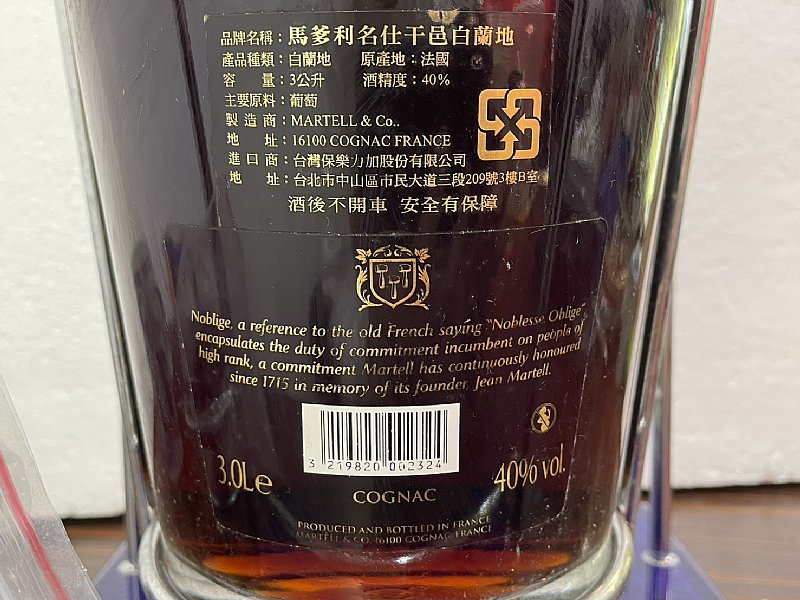 品牌名稱：馬爹利名仕干邑白蘭地
產品種類：白蘭地 原產地：法國
容 量：3公升 酒精度：40%
主要原料：葡萄
製造商：MARTELL & Co..
地 址：16100 COGNAC FRANCE
進口商：台灣保樂力加股份有限公司
地 址：台北市中山區市民大道三段209號3樓B室
酒後不開車 安全有保障
Noblige, a reference to the old French saying "Noblesse Oblige",
encapsulates the duty of commitment incumbent on people of
high rank, a commitment Martell has continuously honoured
since 1715 in memory of its founder, Jean Martell.
3 219820 002324
3.0L e
40% vol.
COGNAC
PRODUCED AND BOTTLED IN FRANCE
MARTELL & CO, 16100 COGNAC FRANCE